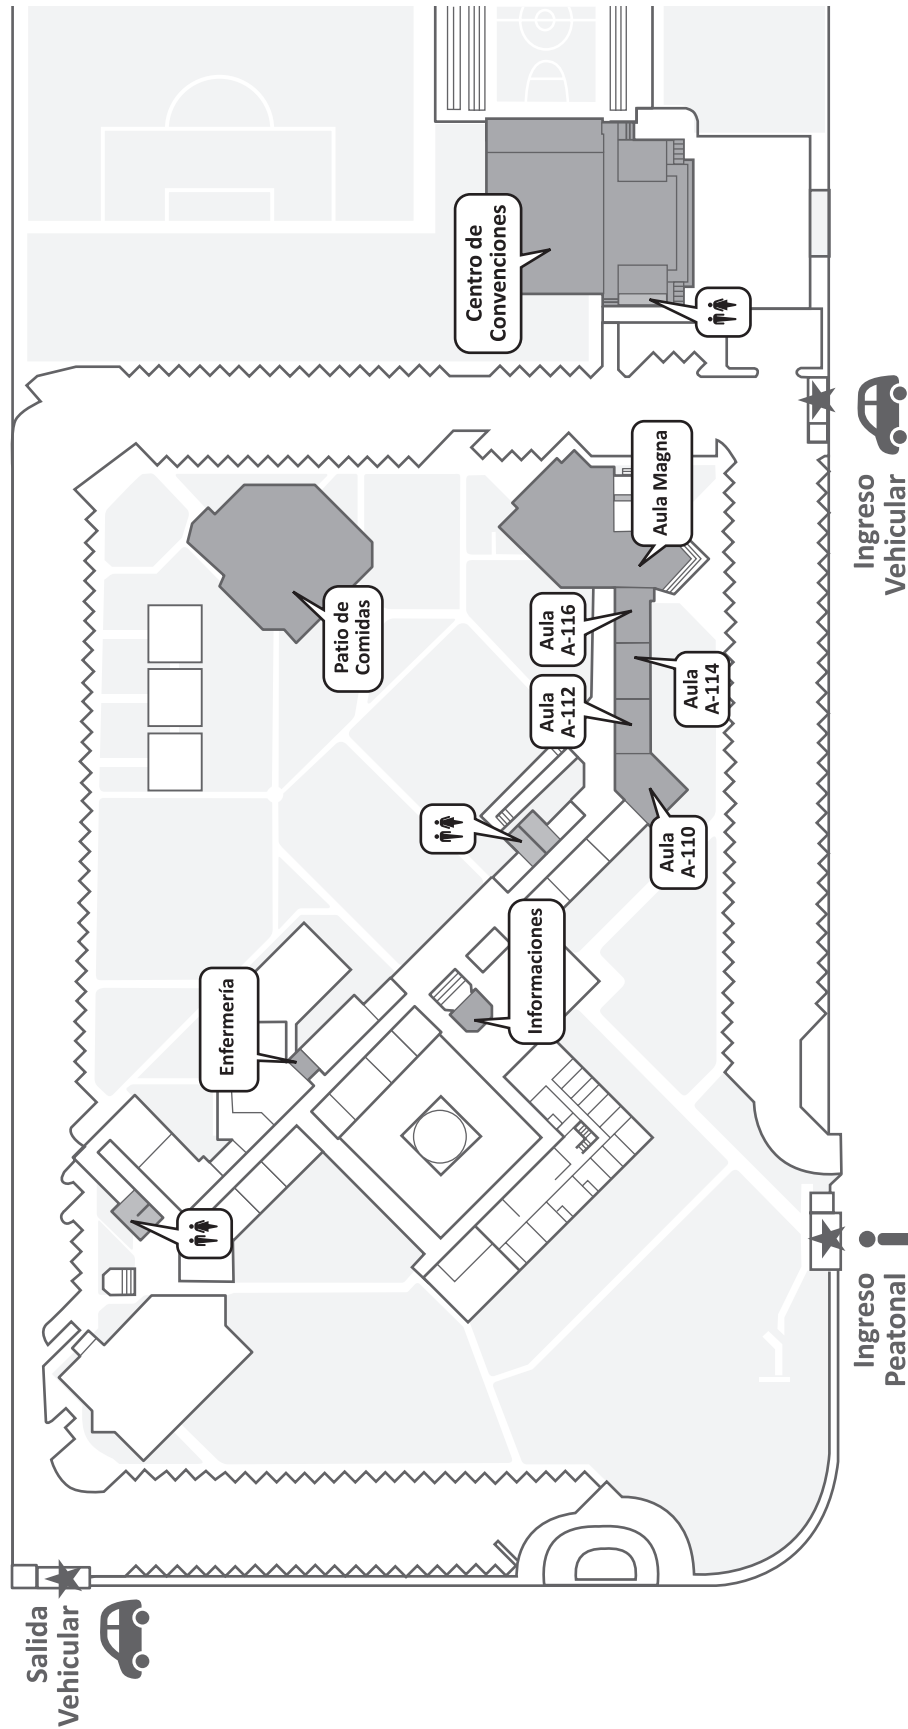 Salida
Vehicular
Enfermería
Patio de
Comidas
Centro de
Convenciones
Informaciones
Aula
A-112
Aula
A-116
Aula Magna
Aula
A-110
Aula
A-114
Ingreso
Peatonal
Ingreso
Vehicular